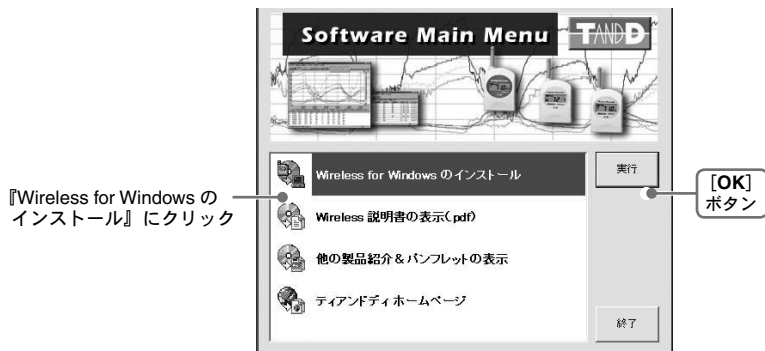 Software Main Menu
TANDD
『Wireless for Windows の
インストール』にクリック
Wireless for Windows のインストール
Wireless 説明書の表示(.pdf)
他の製品紹介＆パンフレットの表示
ティアンドディ ホームページ
実行
終了
［OK］
ボタン